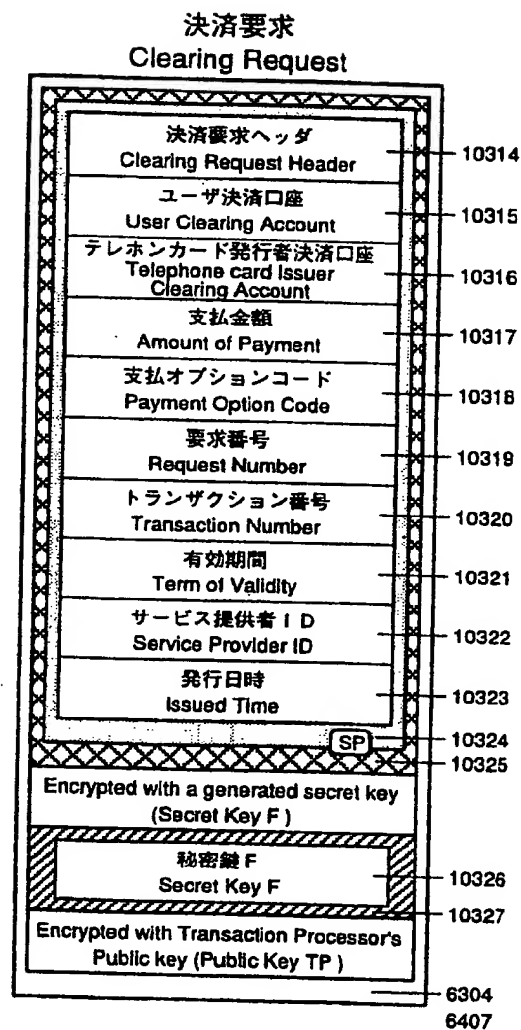 決済要求
Clearing Request
決済要求ヘッダ
Clearing Request Header
10314
ユーザ決済口座
User Clearing Account
10315
テレホンカード発行者決済口座
Telephone card Issuer
Clearing Account
10316
支払金額
Amount of Payment
10317
支払オプションコード
Payment Option Code
10318
要求番号
Request Number
10319
トランザクション番号
Transaction Number
10320
有効期間
Term of Validity
10321
サービス提供者ID
Service Provider ID
10322
発行日時
Issued Time
10323
SP
10324
10325
Encrypted with a generated secret key
(Secret Key F )
秘密鍵F
Secret Key F
10326
10327
Encrypted with Transaction Processor's
Public key (Public Key TP )
6304
6407